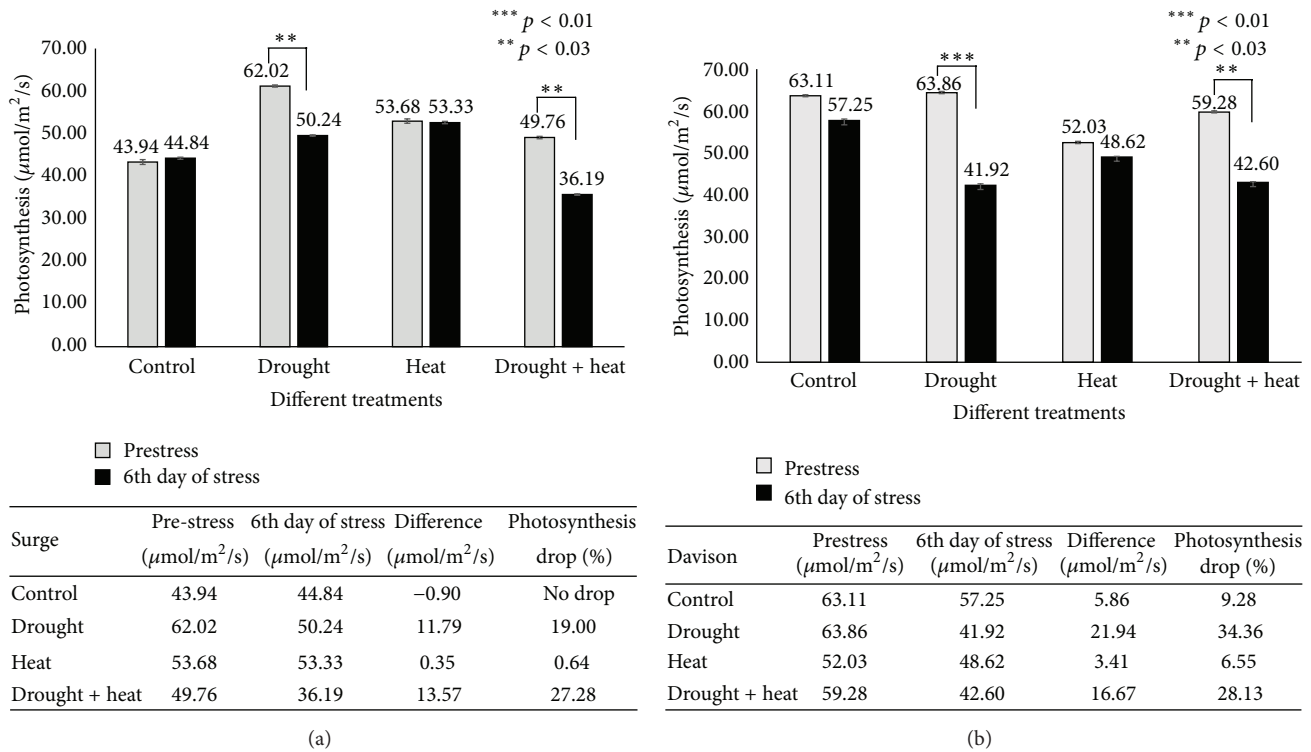 *** p < 0.01
** p < 0.03
Photosynthesis (μmol/m²/s)
70.00
60.00
50.00
40.00
30.00
20.00
10.00
0.00
**
**
43.94 44.84
62.02 50.24
53.68 53.33
49.76 36.19
Control Drought Heat Drought + heat
Different treatments
Prestress
6th day of stress
Surge Pre-stress (μmol/m²/s) 6th day of stress (μmol/m²/s) Difference (μmol/m²/s) Photosynthesis drop (%)
Control 43.94 44.84 −0.90 No drop
Drought 62.02 50.24 11.79 19.00
Heat 53.68 53.33 0.35 0.64
Drought + heat 49.76 36.19 13.57 27.28
(a)
*** p < 0.01
** p < 0.03
Photosynthesis (μmol/m²/s)
70.00
60.00
50.00
40.00
30.00
20.00
10.00
0.00
***
**
63.11 57.25
63.86 41.92
52.03 48.62
59.28 42.60
Control Drought Heat Drought + heat
Different treatments
Prestress
6th day of stress
Davison Prestress (μmol/m²/s) 6th day of stress (μmol/m²/s) Difference (μmol/m²/s) Photosynthesis drop (%)
Control 63.11 57.25 5.86 9.28
Drought 63.86 41.92 21.94 34.36
Heat 52.03 48.62 3.41 6.55
Drought + heat 59.28 42.60 16.67 28.13
(b)